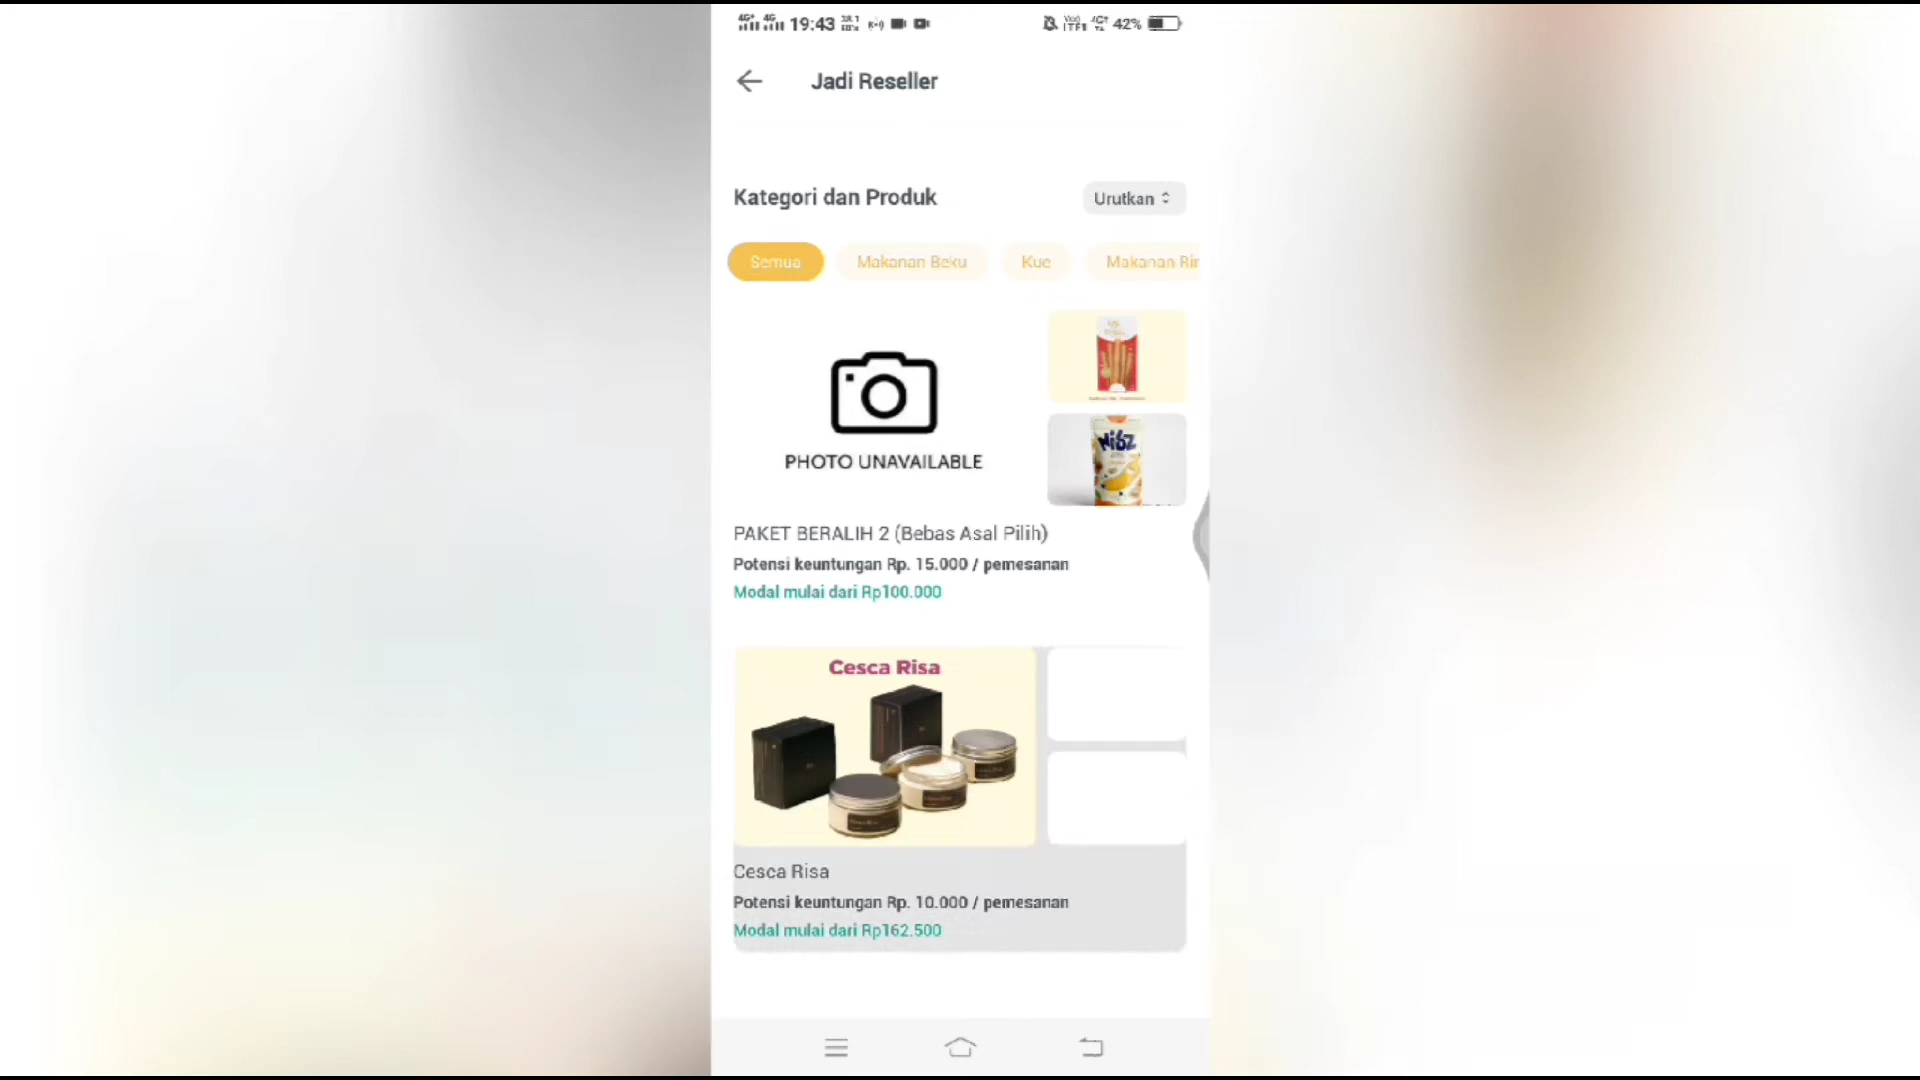 19:43
42%
Jadi Reseller
Kategori dan Produk
Urutkan
Semua
Makanan Beku
Kue
Makanan Rin
PHOTO UNAVAILABLE
Nibz
PAKET BERALIH 2 (Bebas Asal Pilih)
Potensi keuntungan Rp. 15.000 / pemesanan
Modal mulai dari Rp100.000
Cesca Risa
Cesca Risa
Potensi keuntungan Rp. 10.000 / pemesanan
Modal mulai dari Rp162.500